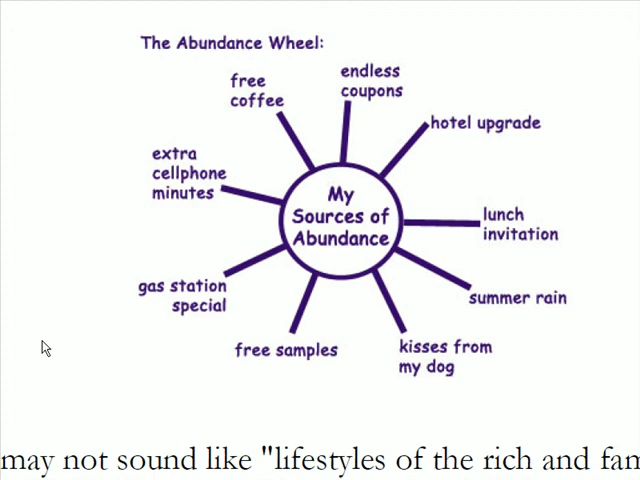 The Abundance Wheel:
free
coffee
endless
coupons
hotel upgrade
extra
cellphone
minutes
My
Sources of
Abundance
lunch
invitation
gas station
special
summer rain
free samples
kisses from
my dog
may not sound like "lifestyles of the rich and fam